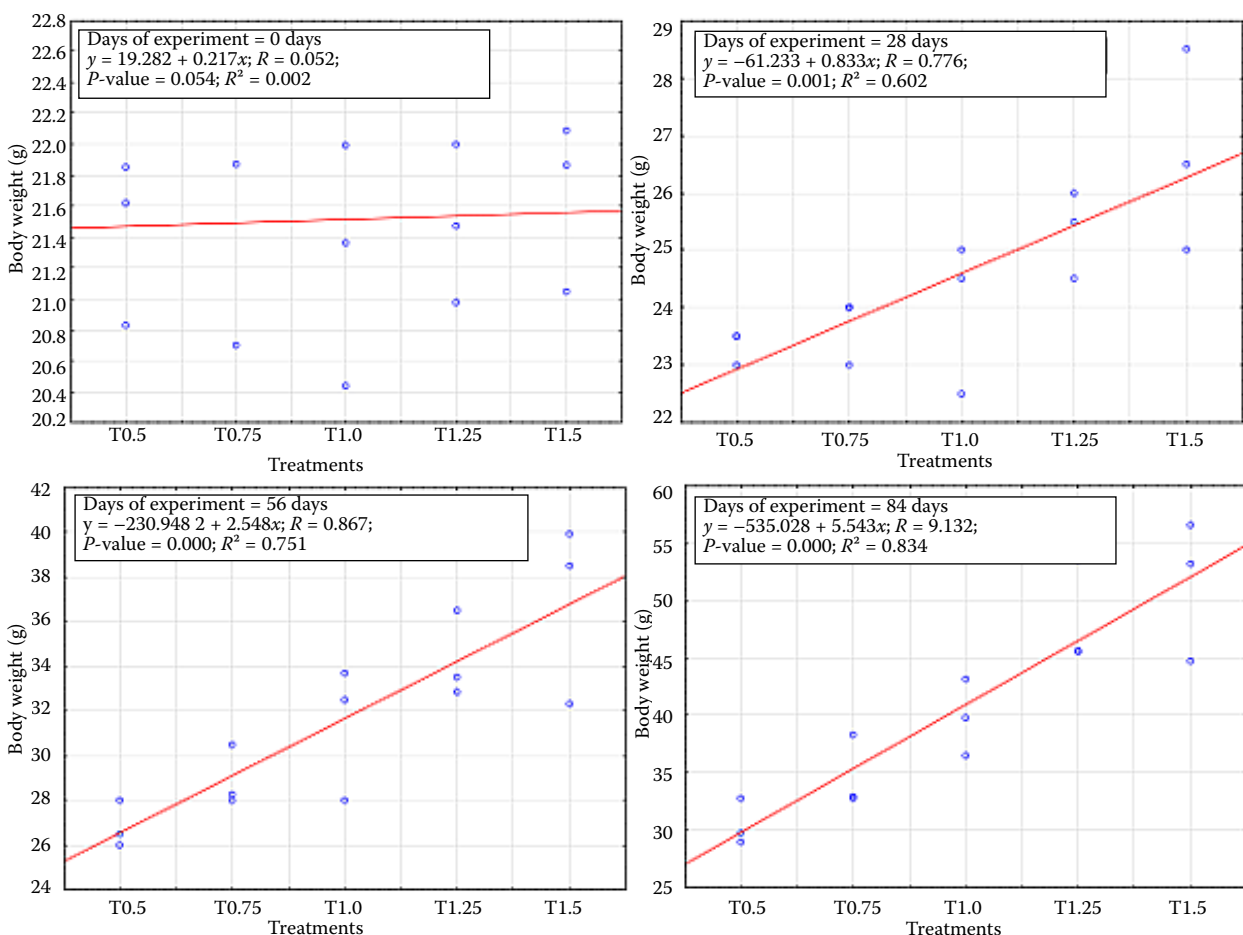 Days of experiment = 0 days
y = 19.282 + 0.217x; R = 0.052;
P-value = 0.054; R² = 0.002
22.8
22.6
22.4
22.2
22.0
21.8
21.6
21.4
21.2
21.0
20.8
20.6
20.4
20.2
Body weight (g)
T0.5 T0.75 T1.0 T1.25 T1.5
Treatments
Days of experiment = 28 days
y = −61.233 + 0.833x; R = 0.776;
P-value = 0.001; R² = 0.602
29
28
27
26
25
24
23
22
Body weight (g)
T0.5 T0.75 T1.0 T1.25 T1.5
Treatments
Days of experiment = 56 days
y = −230.948 2 + 2.548x; R = 0.867;
P-value = 0.000; R² = 0.751
42
40
38
36
34
32
30
28
26
24
Body weight (g)
T0.5 T0.75 T1.0 T1.25 T1.5
Treatments
Days of experiment = 84 days
y = −535.028 + 5.543x; R = 9.132;
P-value = 0.000; R² = 0.834
60
55
50
45
40
35
30
25
Body weight (g)
T0.5 T0.75 T1.0 T1.25 T1.5
Treatments